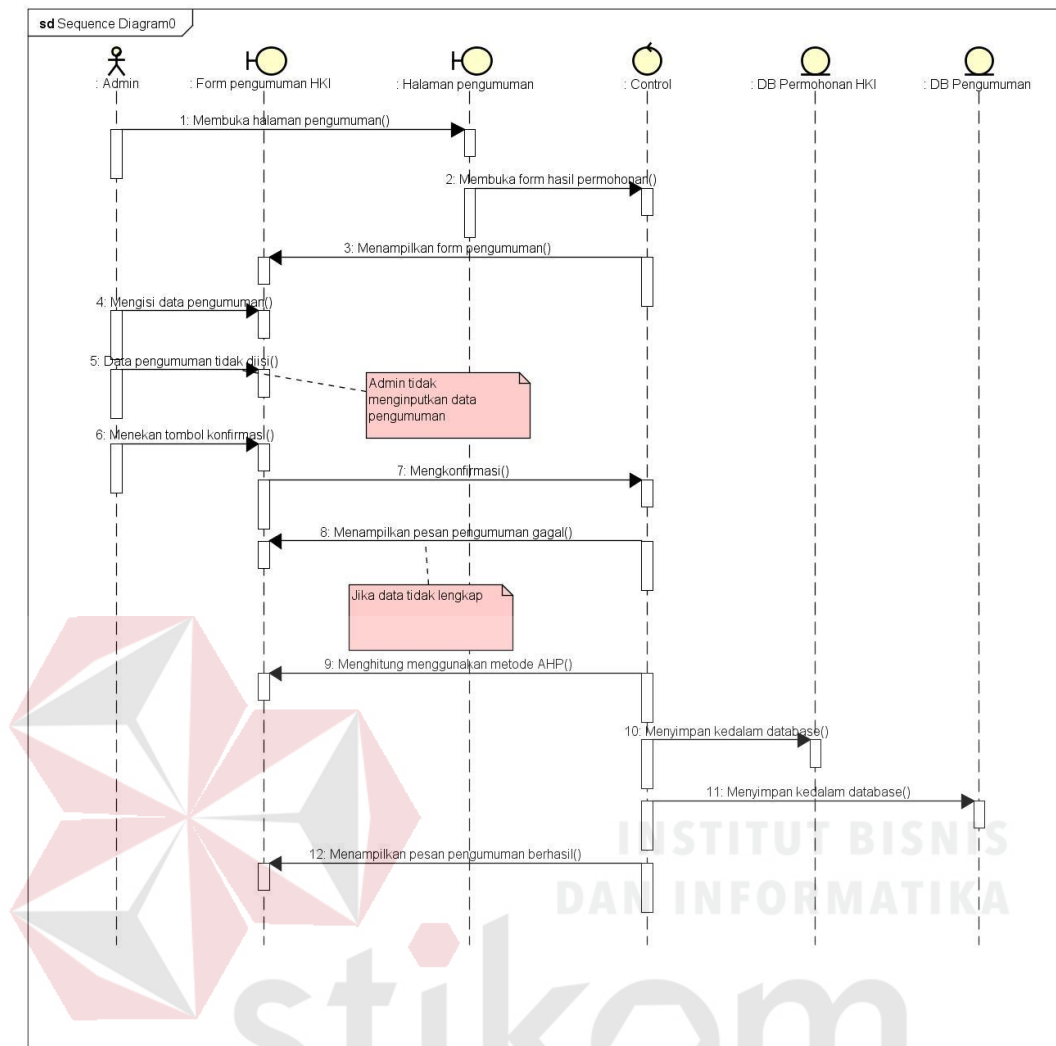 sd Sequence Diagram0
: Admin
: Form pengumuman HKI
: Halaman pengumuman
: Control
: DB Permohonan HKI
: DB Pengumuman
1: Membuka halaman pengumuman()
2: Membuka form hasil permohonan()
3: Menampilkan form pengumuman()
4: Mengisi data pengumuman()
5: Data pengumuman tidak diisi()
Admin tidak
menginputkan data
pengumuman
6: Menekan tombol konfirmasi()
7: Mengkonfirmasi()
8: Menampilkan pesan pengumuman gagal()
Jika data tidak lengkap
9: Menghitung menggunakan metode AHP()
10: Menyimpan kedalam database()
11: Menyimpan kedalam database()
12: Menampilkan pesan pengumuman berhasil()
INSTITUT BISNIS
DAN INFORMATIKA
stikom